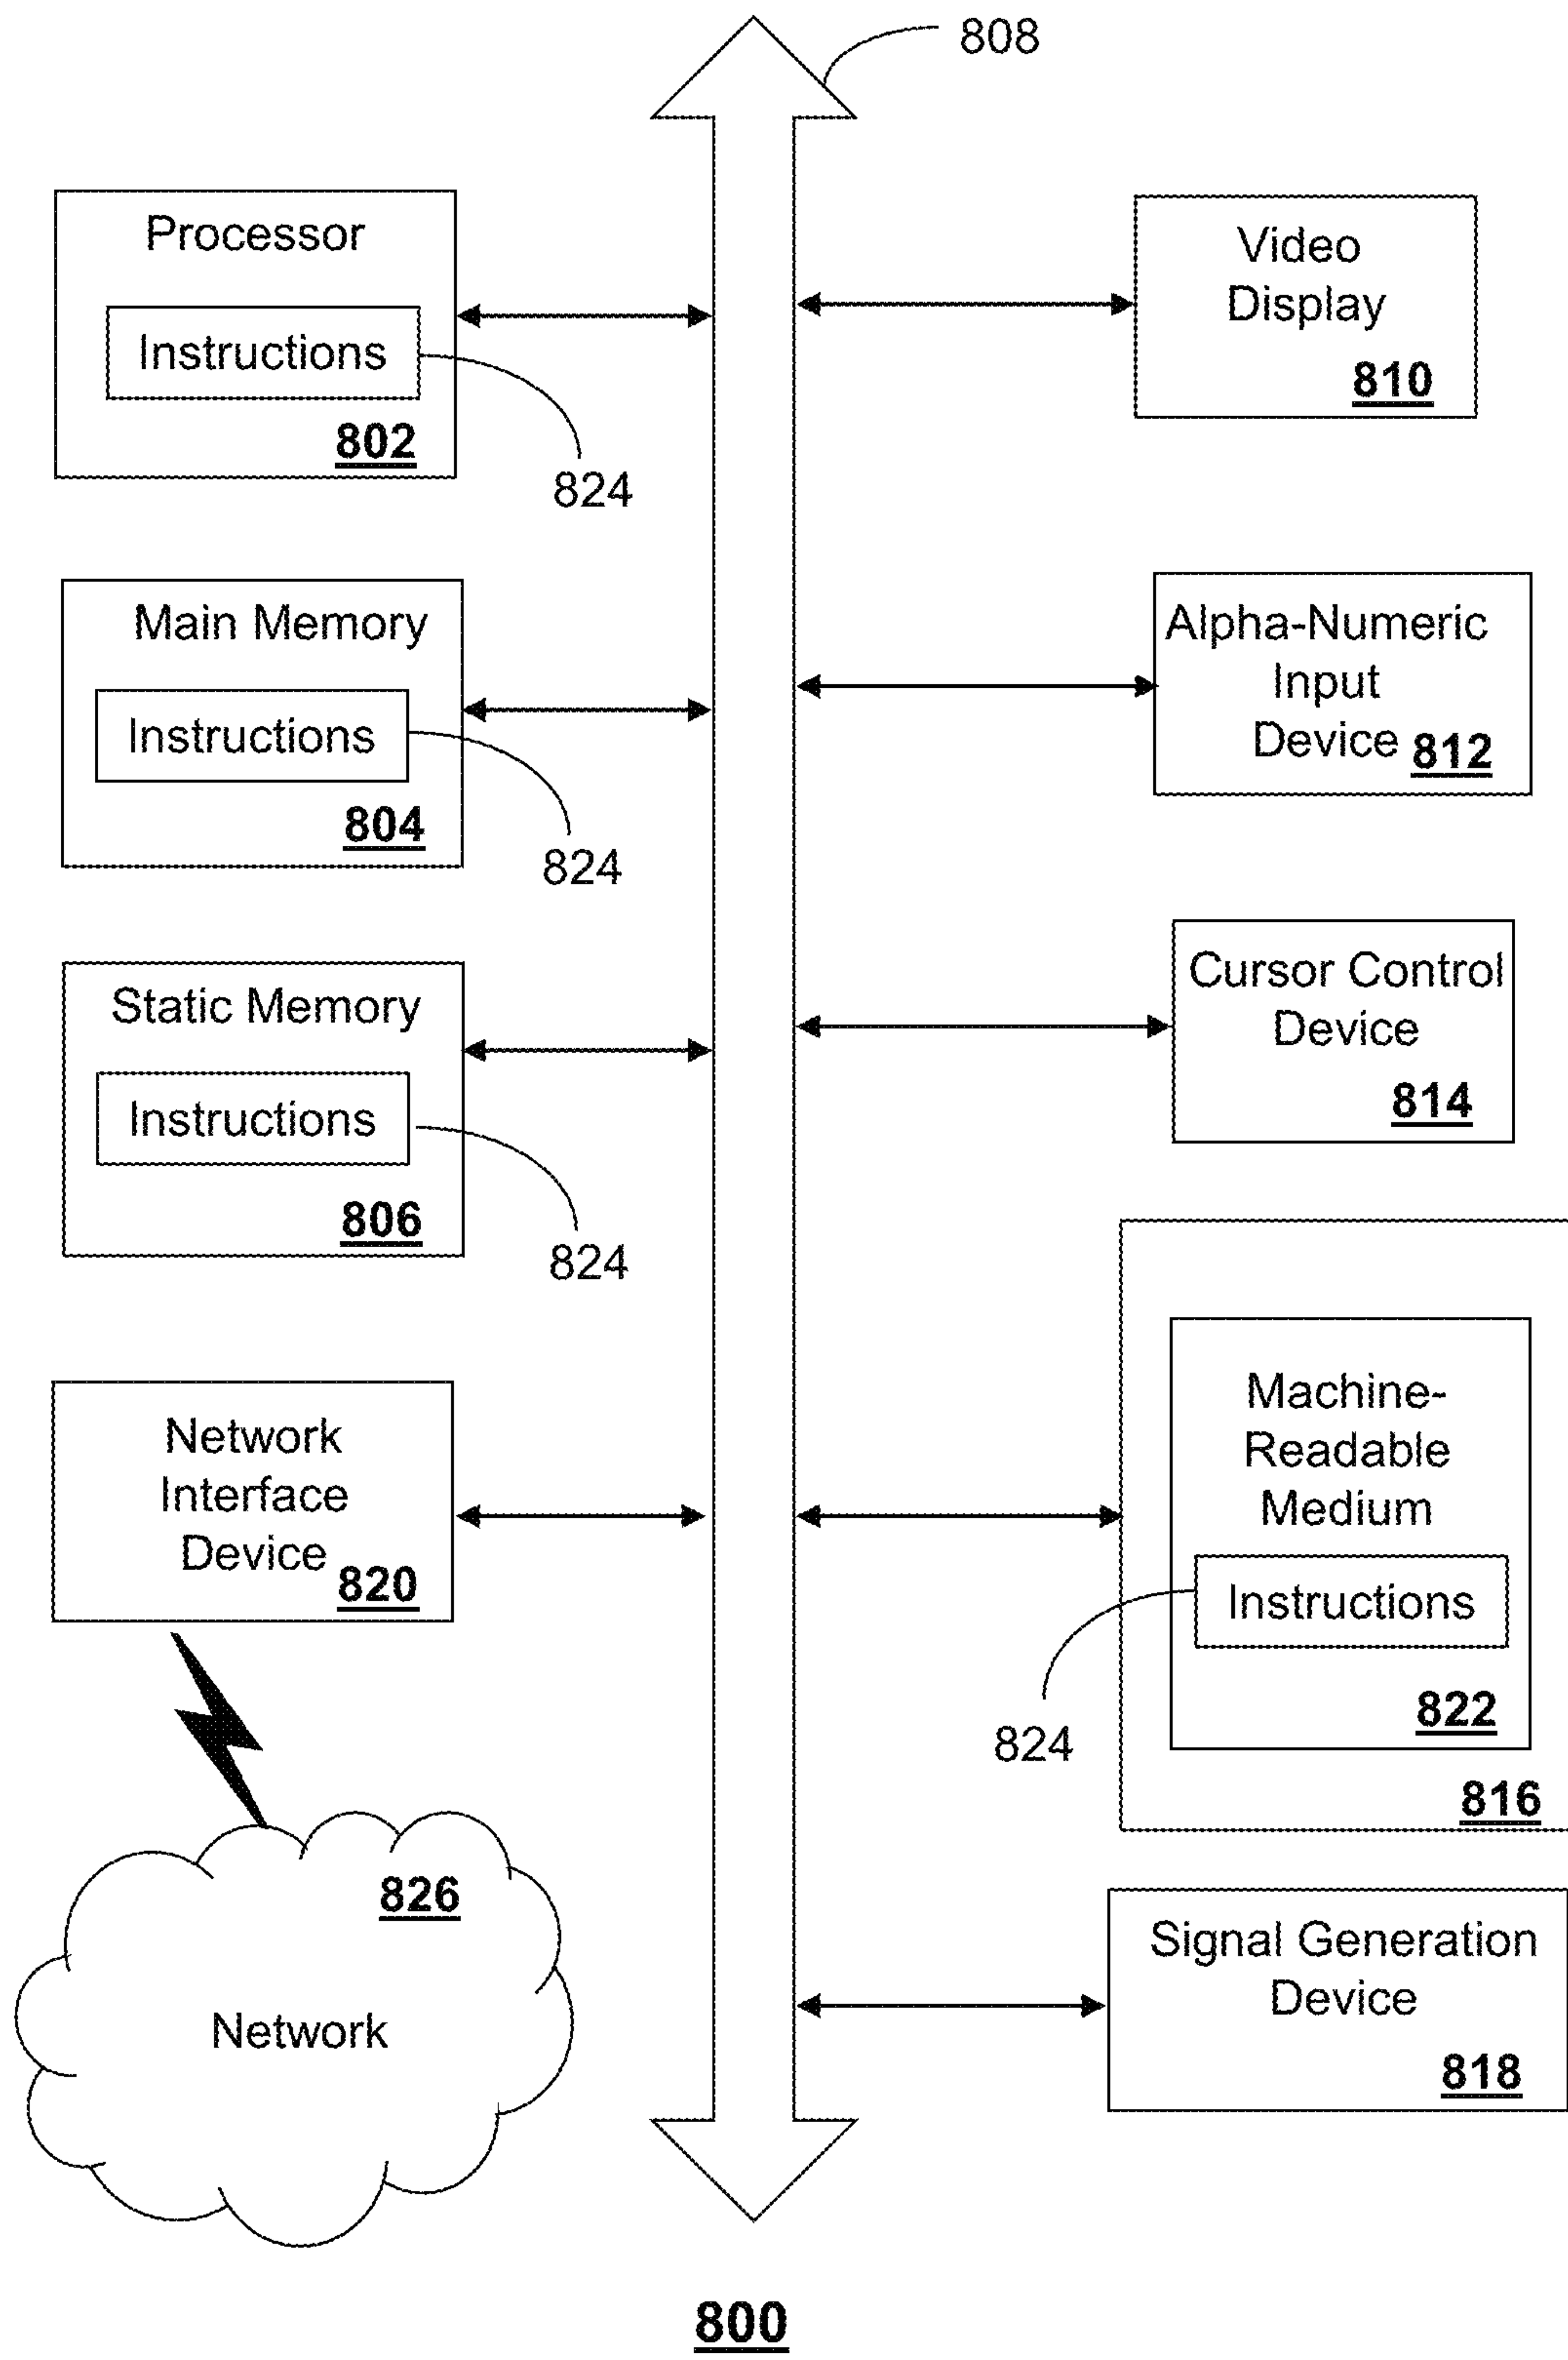 808
Processor
Instructions
802
824
Main Memory
Instructions
804
824
Static Memory
Instructions
806
824
Network
Interface
Device
820
826
Network
Video
Display
810
Alpha-Numeric
Input
Device
812
Cursor Control
Device
814
Machine-
Readable
Medium
Instructions
824
822
816
Signal Generation
Device
818
800